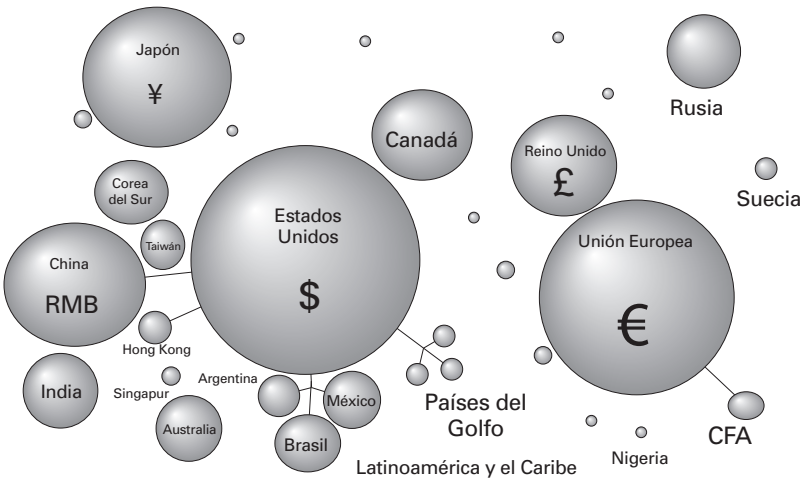 Japón
¥
Canadá
Rusia
Reino Unido
£
Suecia
Corea
del Sur
Taiwán
Estados
Unidos
$
Unión Europea
€
China
RMB
Hong Kong
India
Singapur
Argentina
México
Australia
Brasil
Países del
Golfo
CFA
Latinoamérica y el Caribe
Nigeria